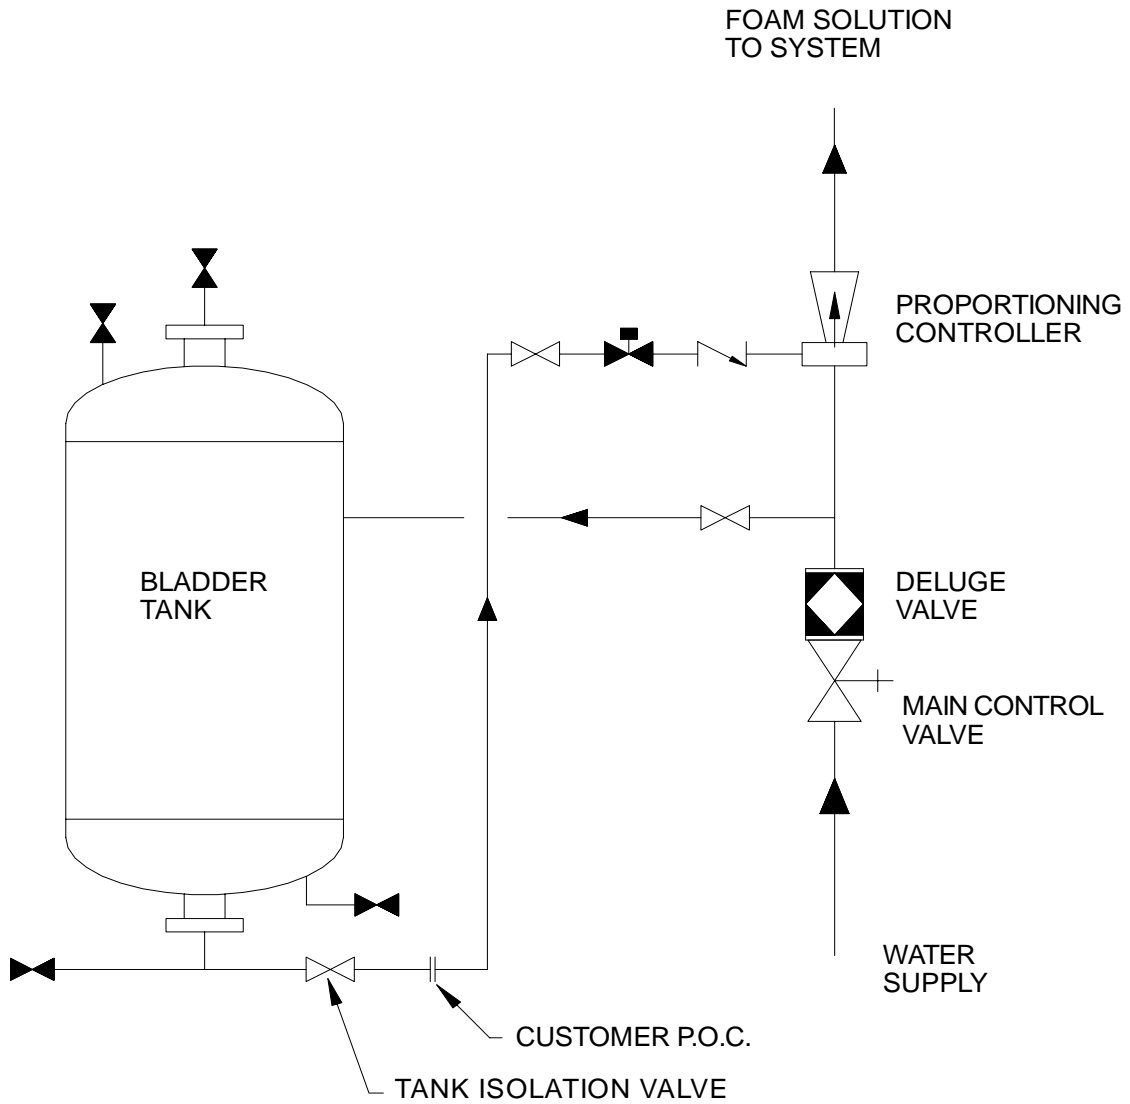 FOAM SOLUTION
TO SYSTEM
PROPORTIONING
CONTROLLER
BLADDER
TANK
DELUGE
VALVE
MAIN CONTROL
VALVE
WATER
SUPPLY
CUSTOMER P.O.C.
TANK ISOLATION VALVE